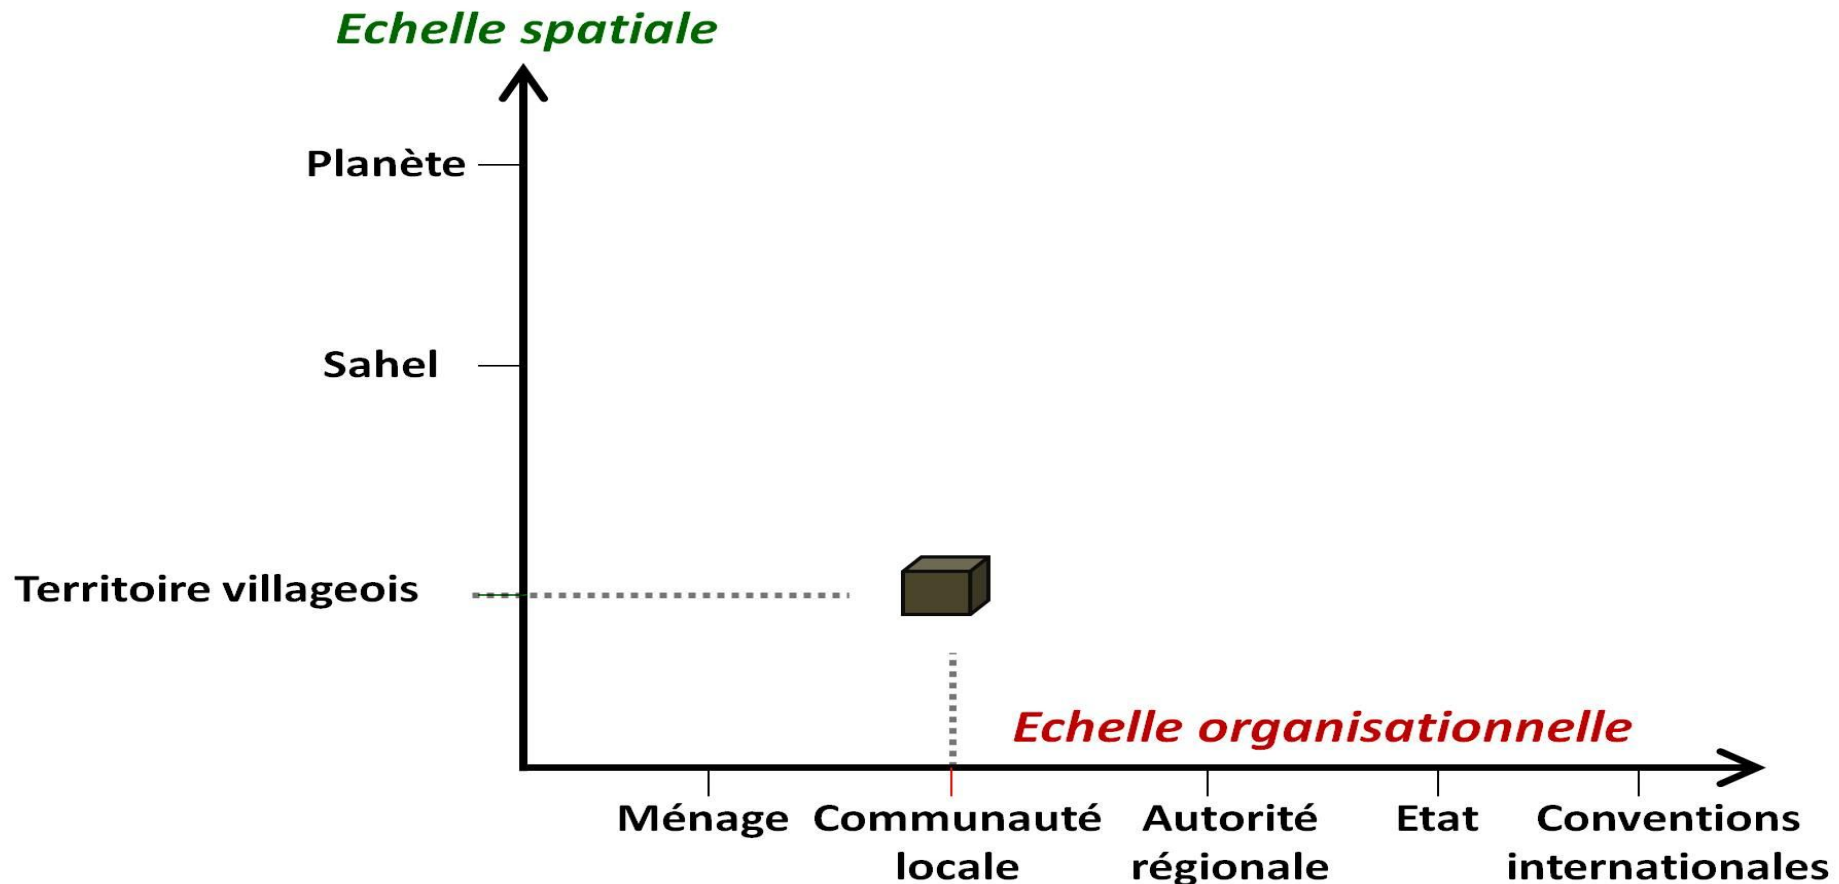 Echelle spatiale
Planète
Sahel
Territoire villageois
Echelle organisationnelle
Ménage
Communauté
locale
Autorité
régionale
Etat
Conventions
internationales